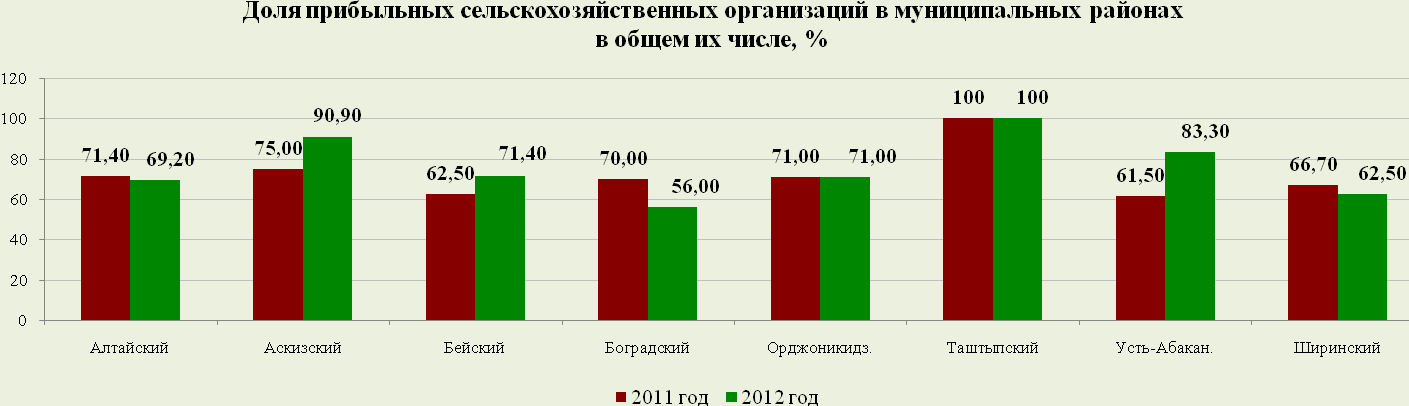 Доля прибыльных сельскохозяйственных организаций в муниципальных районах
в общем их числе, %
120
100
80
60
40
20
0
71,40 69,20 75,00 90,90 62,50 71,40 70,00 56,00 71,00 71,00 100 100 61,50 83,30 66,70 62,50
Алтайский Аскизский Бейский Боградский Орджоникидз. Таштыпский Усть-Абакан. Ширинский
2011 год 2012 год